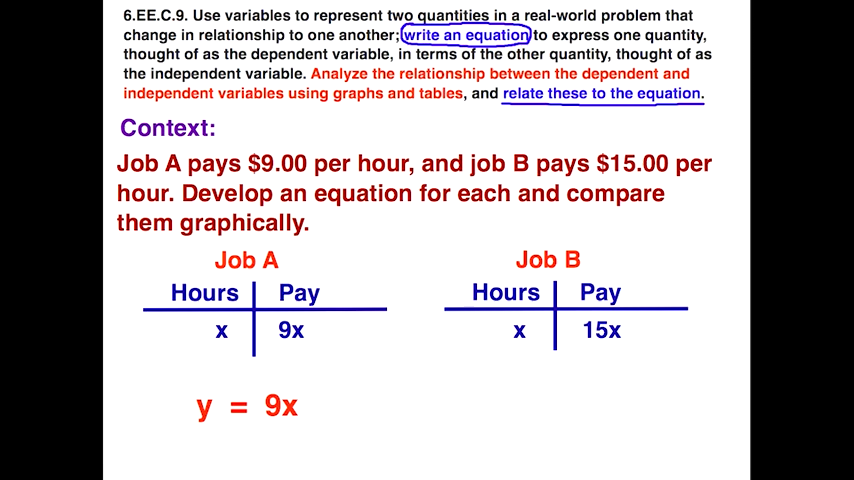 6.EE.C.9. Use variables to represent two quantities in a real-world problem that
change in relationship to one another; write an equation to express one quantity,
thought of as the dependent variable, in terms of the other quantity, thought of as
the independent variable. Analyze the relationship between the dependent and
independent variables using graphs and tables, and relate these to the equation.
Context:
Job A pays $9.00 per hour, and job B pays $15.00 per
hour. Develop an equation for each and compare
them graphically.
Job A
Hours Pay
x 9x
y = 9x
Job B
Hours Pay
x 15x